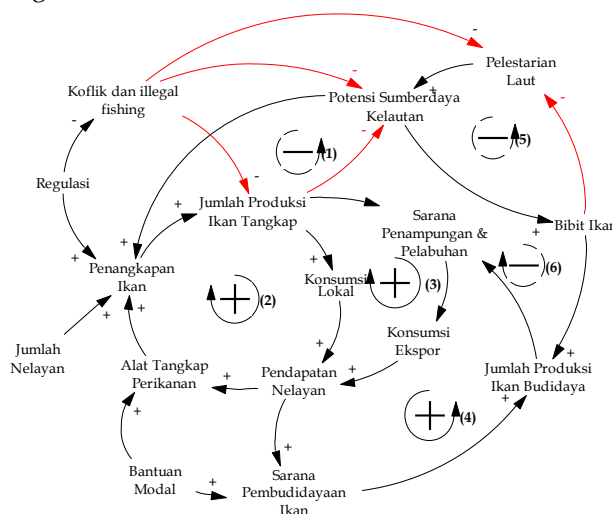 Pelestarian
Laut
Koflik dan illegal
fishing
Potensi Sumberdaya
Kelautan
(1)
(5)
Regulasi
Jumlah Produksi
Ikan Tangkap
Sarana
Penampungan &
Pelabuhan
Bibit Ikan
Penangkapan
Ikan
(2)
Konsumsi
Lokal
(3)
(6)
Konsumsi
Ekspor
Jumlah
Nelayan
Alat Tangkap
Perikanan
Pendapatan
Nelayan
Jumlah Produksi
Ikan Budidaya
(4)
Bantuan
Modal
Sarana
Pembudidayaan
Ikan